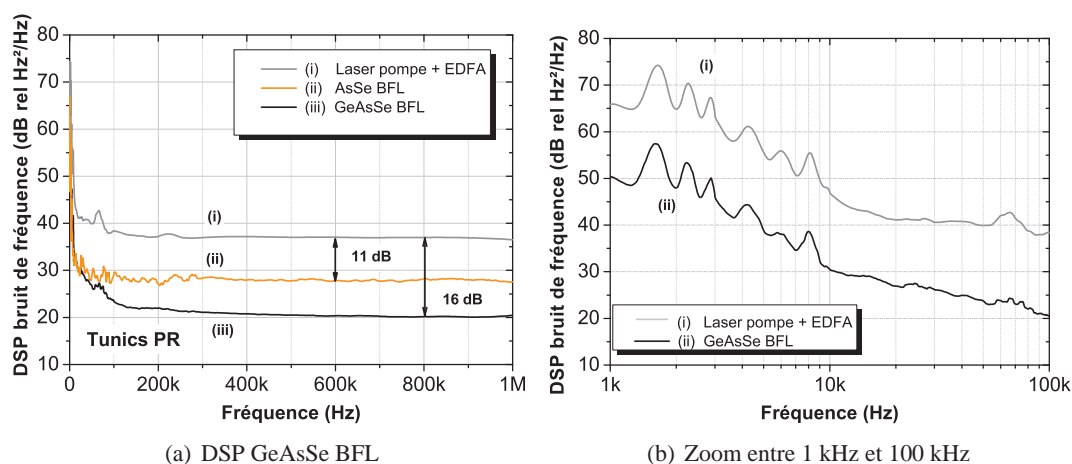 DSP bruit de fréquence (dB rel Hz²/Hz)
80
70
60
50
40
30
20
10
(i) Laser pompe + EDFA
(ii) AsSe BFL
(iii) GeAsSe BFL
(i)
(ii)
(iii)
11 dB
16 dB
Tunics PR
0 200k 400k 600k 800k 1M
Fréquence (Hz)
(a) DSP GeAsSe BFL
DSP bruit de fréquence (dB rel Hz²/Hz)
80
70
60
50
40
30
20
10
(i)
(ii)
(i) Laser pompe + EDFA
(ii) GeAsSe BFL
1k 10k 100k
Fréquence (Hz)
(b) Zoom entre 1 kHz et 100 kHz